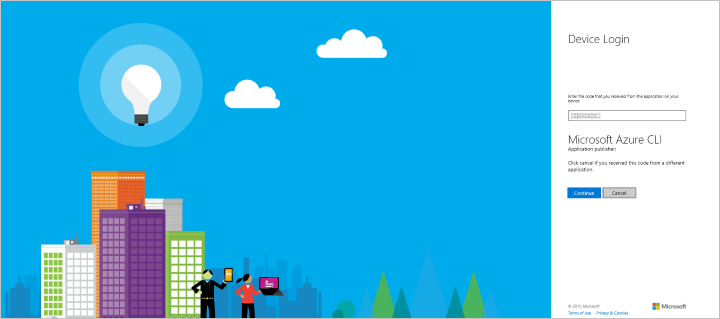 Device Login
Enter the code that you received from the application on your
device
Microsoft Azure CLI
Application publisher:
Click cancel if you received this code from a different
application.
Continue Cancel
© 2015 Microsoft
Microsoft
Terms of use Privacy & Cookies